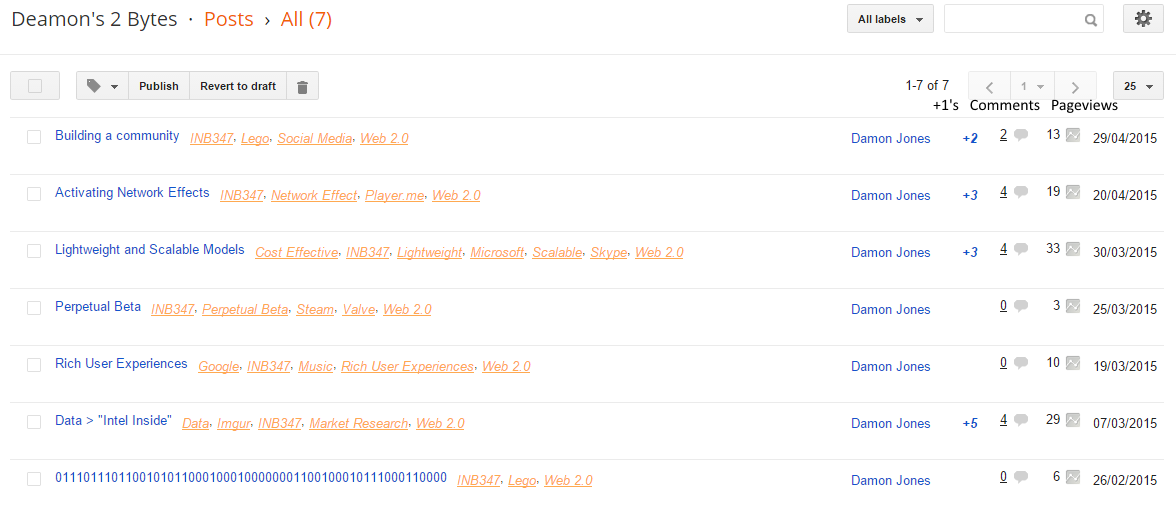 Deamon's 2 Bytes · Posts › All (7) All labels
Publish Revert to draft 1-7 of 7 1 25
+1's Comments Pageviews
Building a community INB347, Lego, Social Media, Web 2.0 Damon Jones +2 2 13 29/04/2015
Activating Network Effects INB347, Network Effect, Player.me, Web 2.0 Damon Jones +3 4 19 20/04/2015
Lightweight and Scalable Models Cost Effective, INB347, Lightweight, Microsoft, Scalable, Skype, Web 2.0 Damon Jones +3 4 33 30/03/2015
Perpetual Beta INB347, Perpetual Beta, Steam, Valve, Web 2.0 Damon Jones 0 3 25/03/2015
Rich User Experiences Google, INB347, Music, Rich User Experiences, Web 2.0 Damon Jones 0 10 19/03/2015
Data > "Intel Inside" Data, Imgur, INB347, Market Research, Web 2.0 Damon Jones +5 4 29 07/03/2015
01110111011001010110001000100000001100100010111000110000 INB347, Lego, Web 2.0 Damon Jones 0 6 26/02/2015